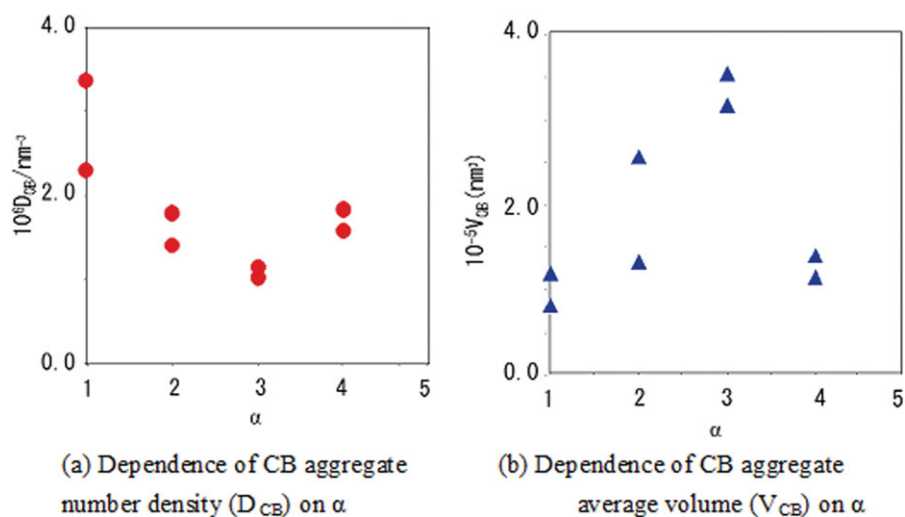 4.0
2.0
0.0
10⁶D_CB/nm⁻³
1 2 3 4 5
α
(a) Dependence of CB aggregate
number density (D_CB) on α
4.0
2.0
0.0
10⁻⁵V_CB (nm³)
1 2 3 4 5
α
(b) Dependence of CB aggregate
average volume (V_CB) on α